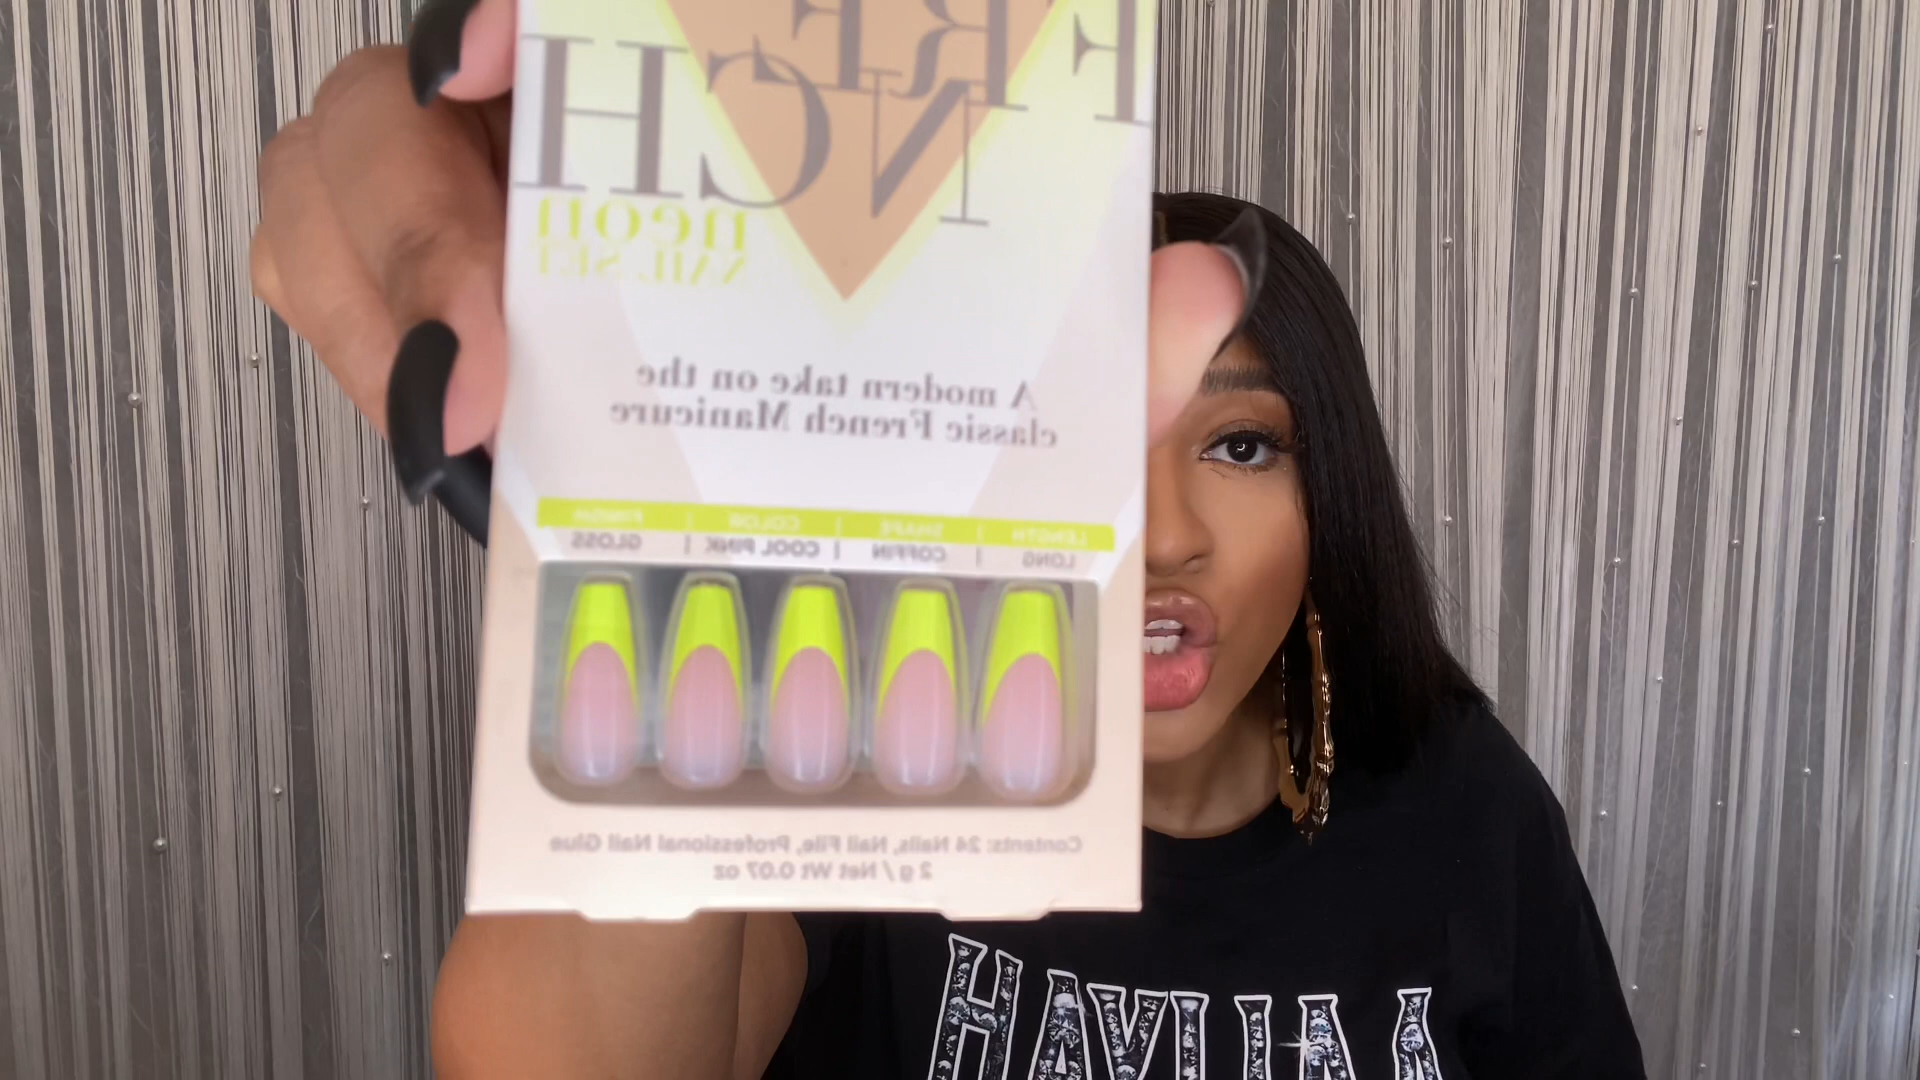 FRE
NCH
neon
NAIL SET
A modern take on the
classic French Manicure
LENGTH | SHAPE | COLOR | FINISH
LONG | COFFIN | COOL PINK | GLOSS
Contents: 24 Nails, Nail File, Professional Nail Glue
2 g / Net Wt 0.07 oz